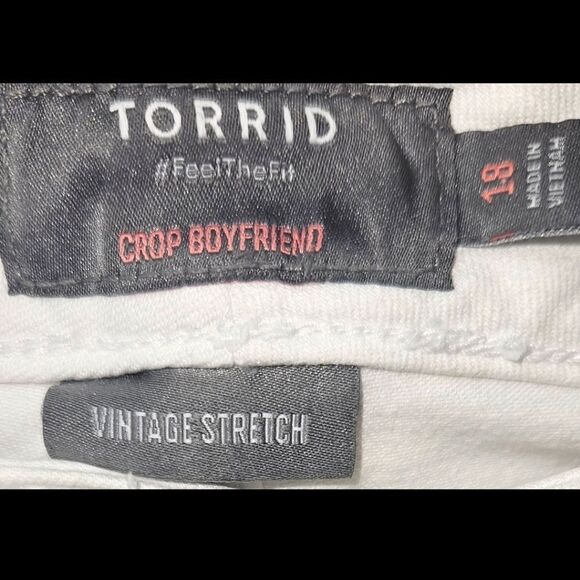 TORRID
#FeelTheFit
CROP BOYFRIEND
18
MADE IN
VIETNAM
VINTAGE STRETCH